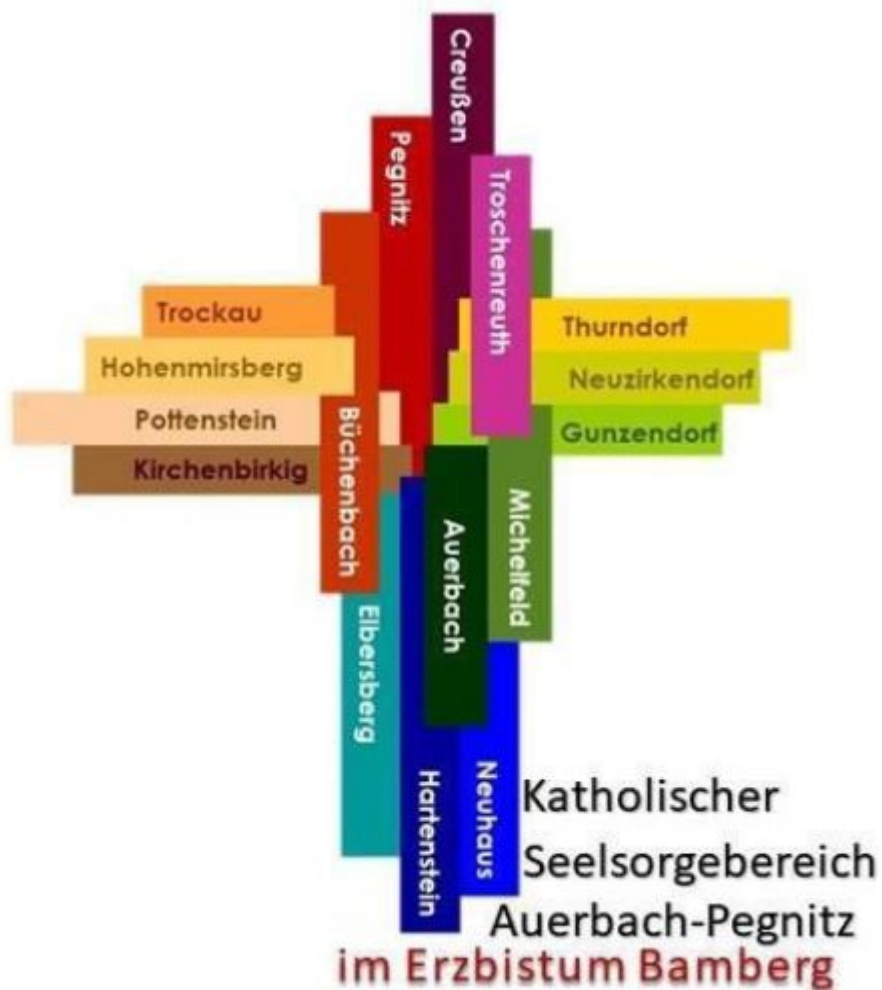 Creußen
Pegnitz
Troschenreuth
Trockau
Thurndorf
Hohenmirsberg
Neuzirkendorf
Pottenstein
Gunzendorf
Kirchenbirkig
Büchenbach
Michelfeld
Auerbach
Elbersberg
Neuhaus
Hartenstein
Katholischer
Seelsorgebereich
Auerbach-Pegnitz
im Erzbistum Bamberg